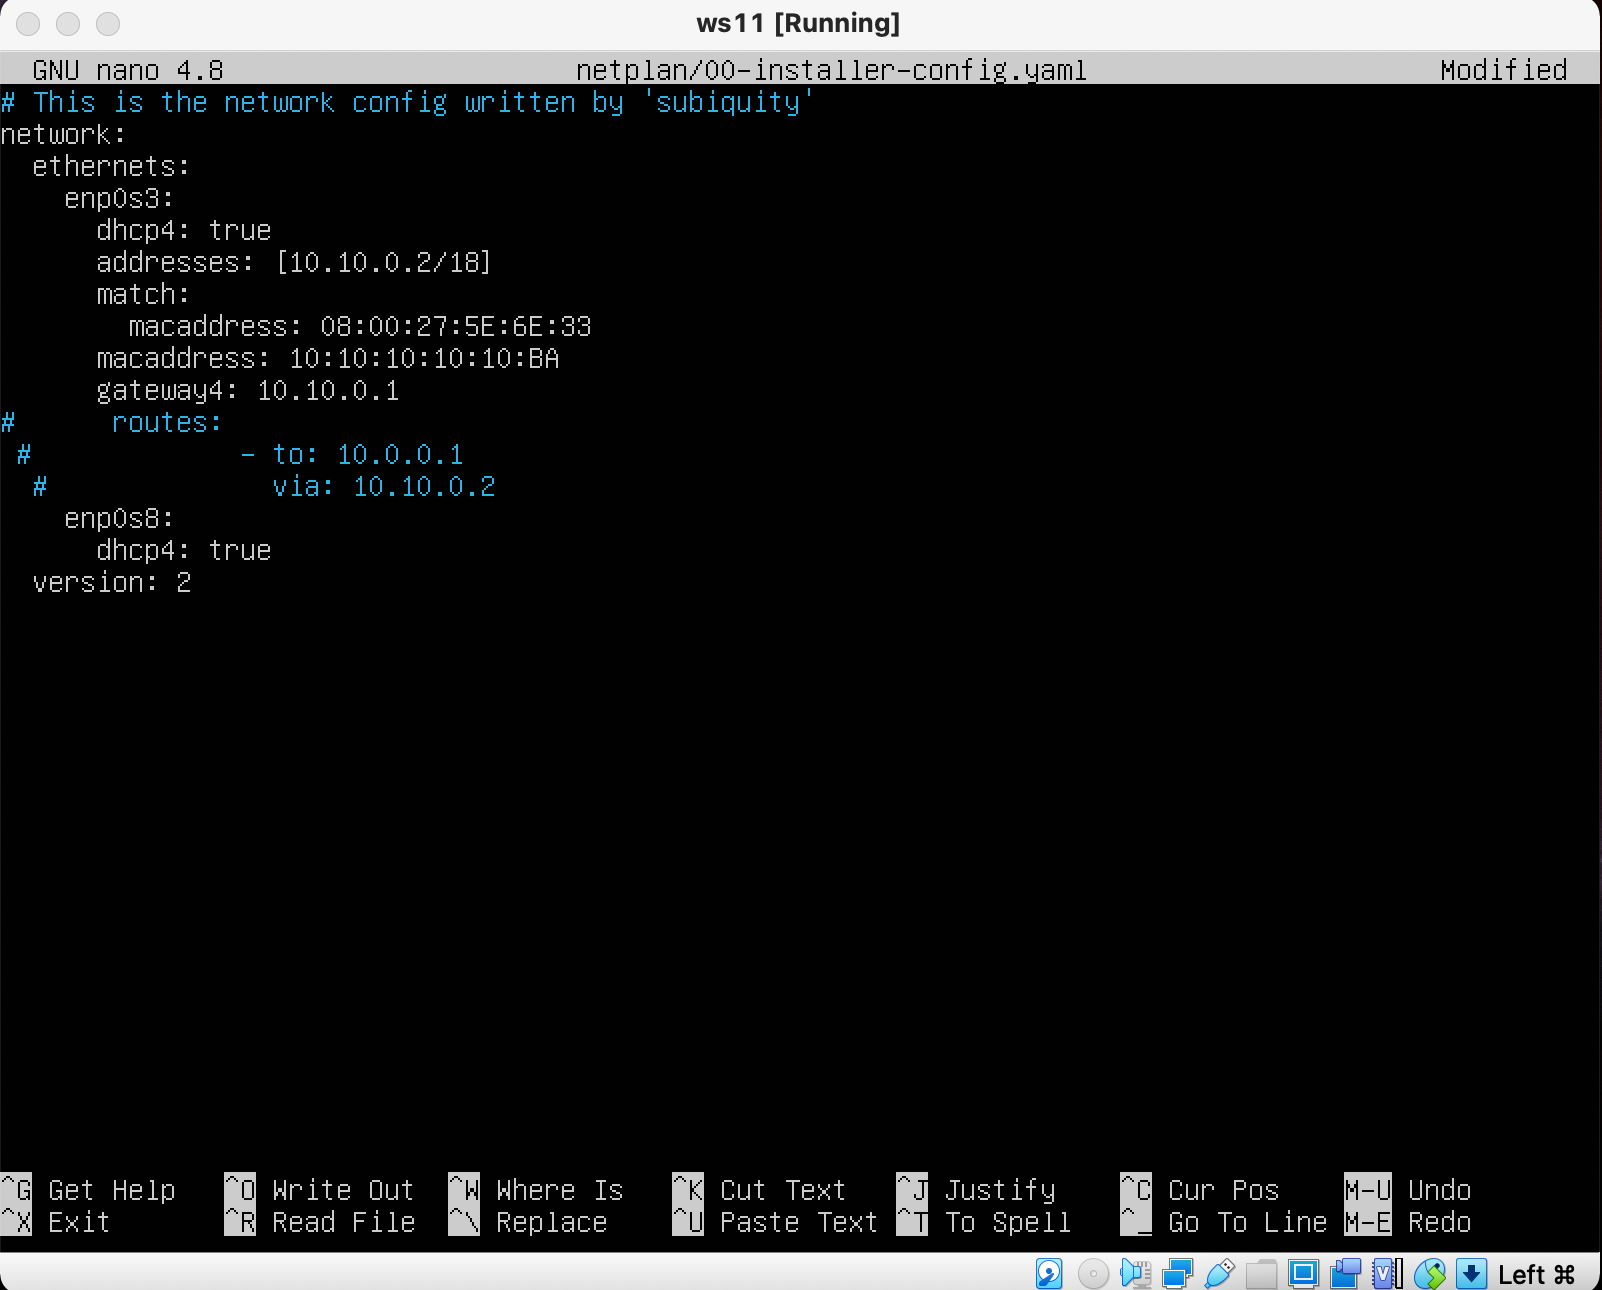 ws11 [Running]
GNU nano 4.8 netplan/00-installer-config.yaml Modified
# This is the network config written by 'subiquity'
network:
  ethernets:
    enp0s3:
      dhcp4: true
      addresses: [10.10.0.2/18]
      match:
        macaddress: 08:00:27:5E:6E:33
      macaddress: 10:10:10:10:10:BA
      gateway4: 10.10.0.1
#      routes:
 #             - to: 10.0.0.1
  #              via: 10.10.0.2
    enp0s8:
      dhcp4: true
  version: 2
^G Get Help ^O Write Out ^W Where Is ^K Cut Text ^J Justify ^C Cur Pos M-U Undo
^X Exit ^R Read File ^\ Replace ^U Paste Text ^T To Spell ^_ Go To Line M-E Redo
Left ⌘